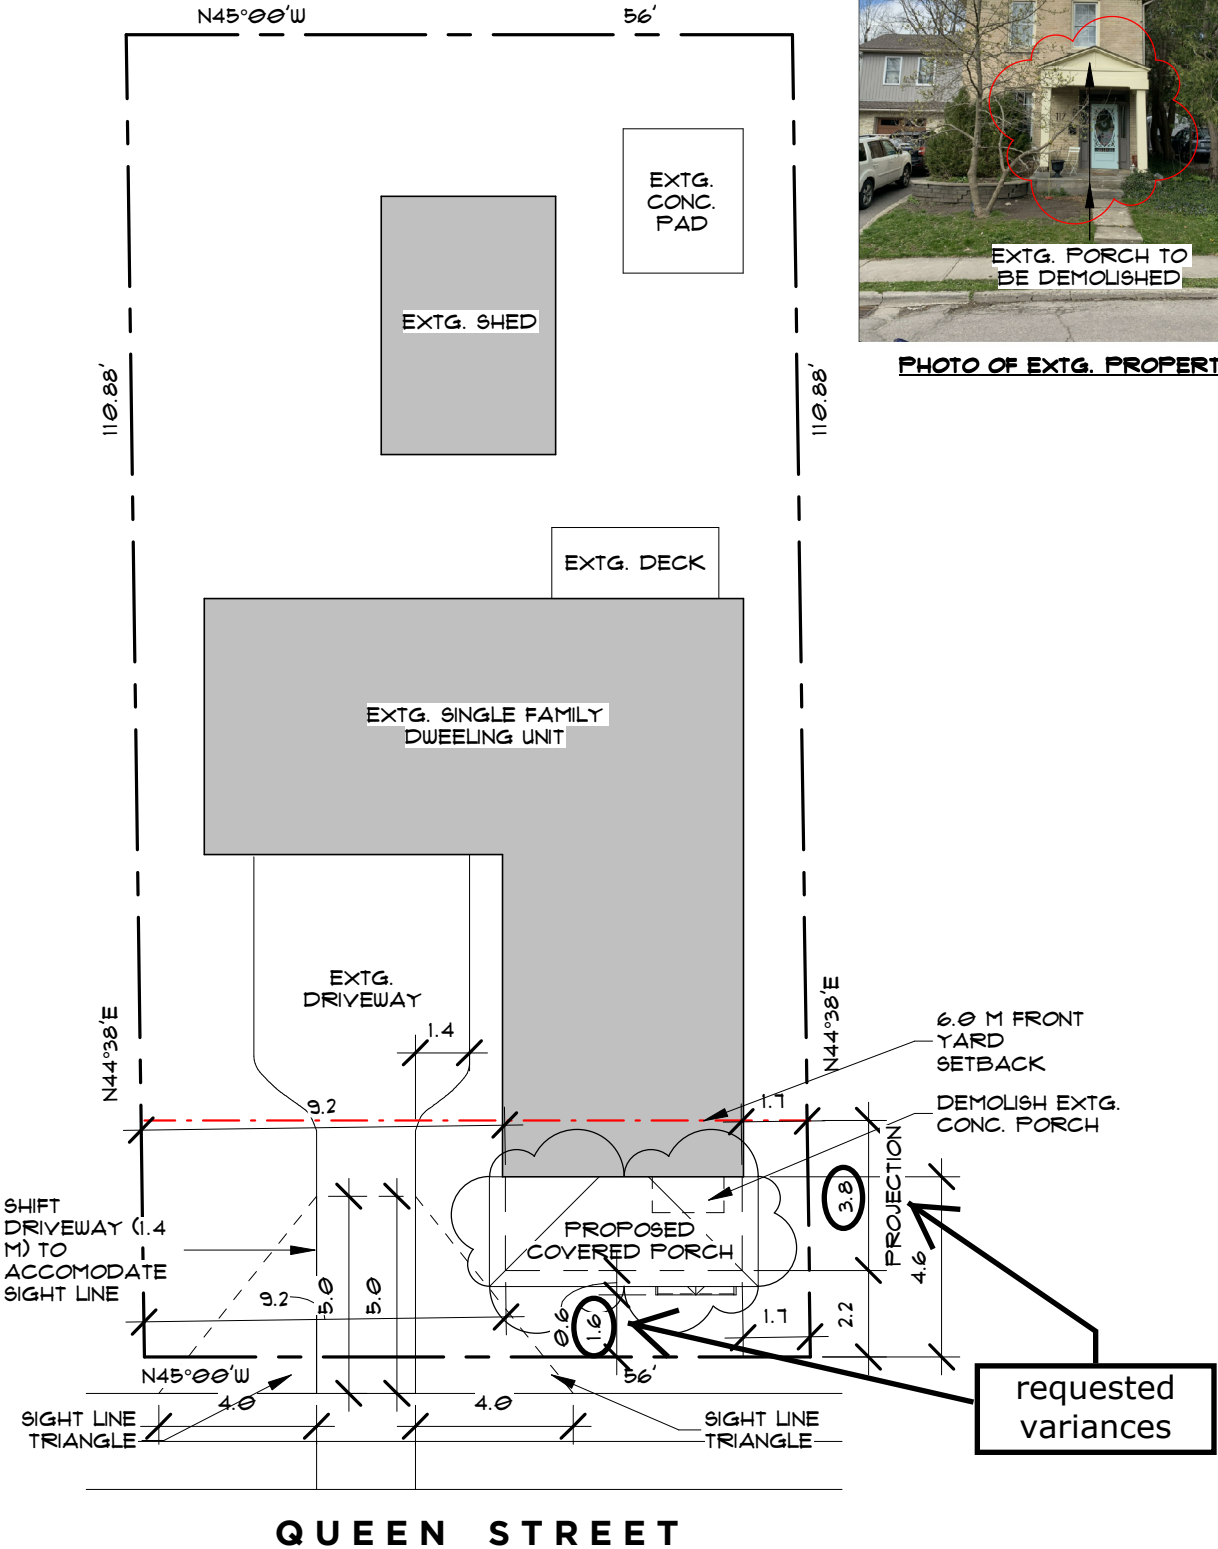 N45°00'W
56'
EXTG.
CONC.
PAD
EXTG. SHED
110.88'
110.88'
117
EXTG. PORCH TO
BE DEMOLISHED
PHOTO OF EXTG. PROPERT
EXTG. DECK
EXTG. SINGLE FAMILY
DWEELING UNIT
EXTG.
DRIVEWAY
1.4
N44°38'E
N44°38'E
6.0 M FRONT
YARD
SETBACK
DEMOLISH EXTG.
CONC. PORCH
9.2
1.7
PROJECTION
3.8
4.6
2.2
SHIFT
DRIVEWAY (1.4
M) TO
ACCOMODATE
SIGHT LINE
PROPOSED
COVERED PORCH
9.2
5.0
5.0
0.6
1.6
1.7
N45°00'W
56'
4.0
4.0
SIGHT LINE
TRIANGLE
SIGHT LINE
TRIANGLE
requested
variances
QUEEN STREET